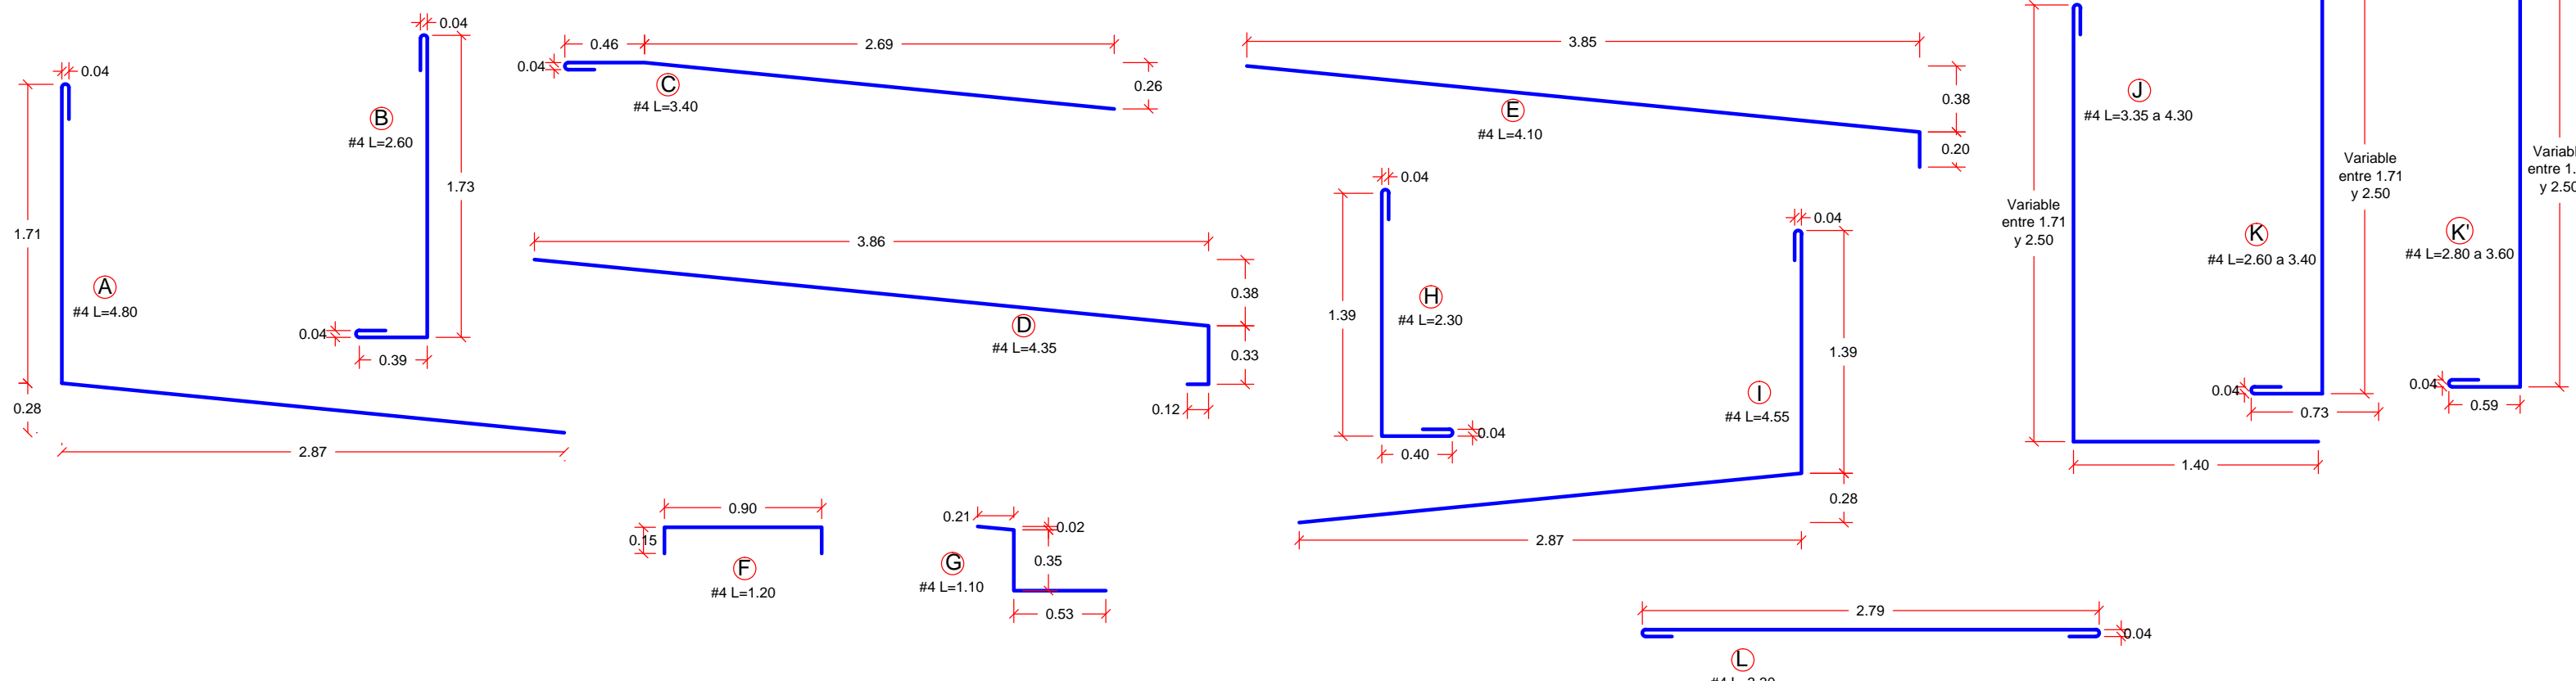 0.04
1.71
A
#4 L=4.80
0.28
2.87
0.04
B
#4 L=2.60
1.73
0.04
0.39
0.46
2.69
0.04
C
#4 L=3.40
0.26
3.86
D
#4 L=4.35
0.38
0.33
0.12
3.85
E
#4 L=4.10
0.38
0.20
0.90
0.15
F
#4 L=1.20
0.21
0.02
0.35
G
#4 L=1.10
0.53
0.04
1.39
H
#4 L=2.30
0.04
0.40
0.04
1.39
I
#4 L=4.55
0.28
2.87
J
#4 L=3.35 a 4.30
Variable
entre 1.71
y 2.50
1.40
Variable
entre 1.71
y 2.50
K
#4 L=2.60 a 3.40
0.04
0.73
K'
#4 L=2.80 a 3.60
entre 1.
0.04
0.59
2.79
0.04
L